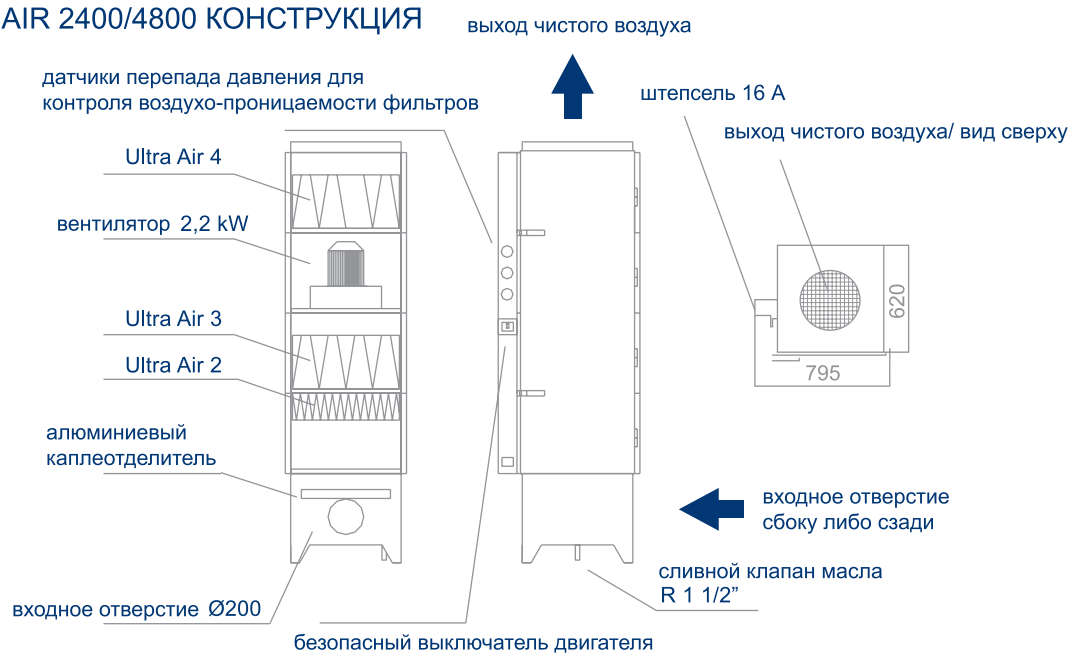 AIR 2400/4800 КОНСТРУКЦИЯ
выход чистого воздуха
датчики перепада давления для
контроля воздухо-проницаемости фильтров
штепсель 16 А
выход чистого воздуха/ вид сверху
Ultra Air 4
вентилятор 2,2 kW
620
Ultra Air 3
Ultra Air 2
795
алюминиевый
каплеотделитель
входное отверстие
сбоку либо сзади
сливной клапан масла
R 1 1/2”
входное отверстие Ø200
безопасный выключатель двигателя